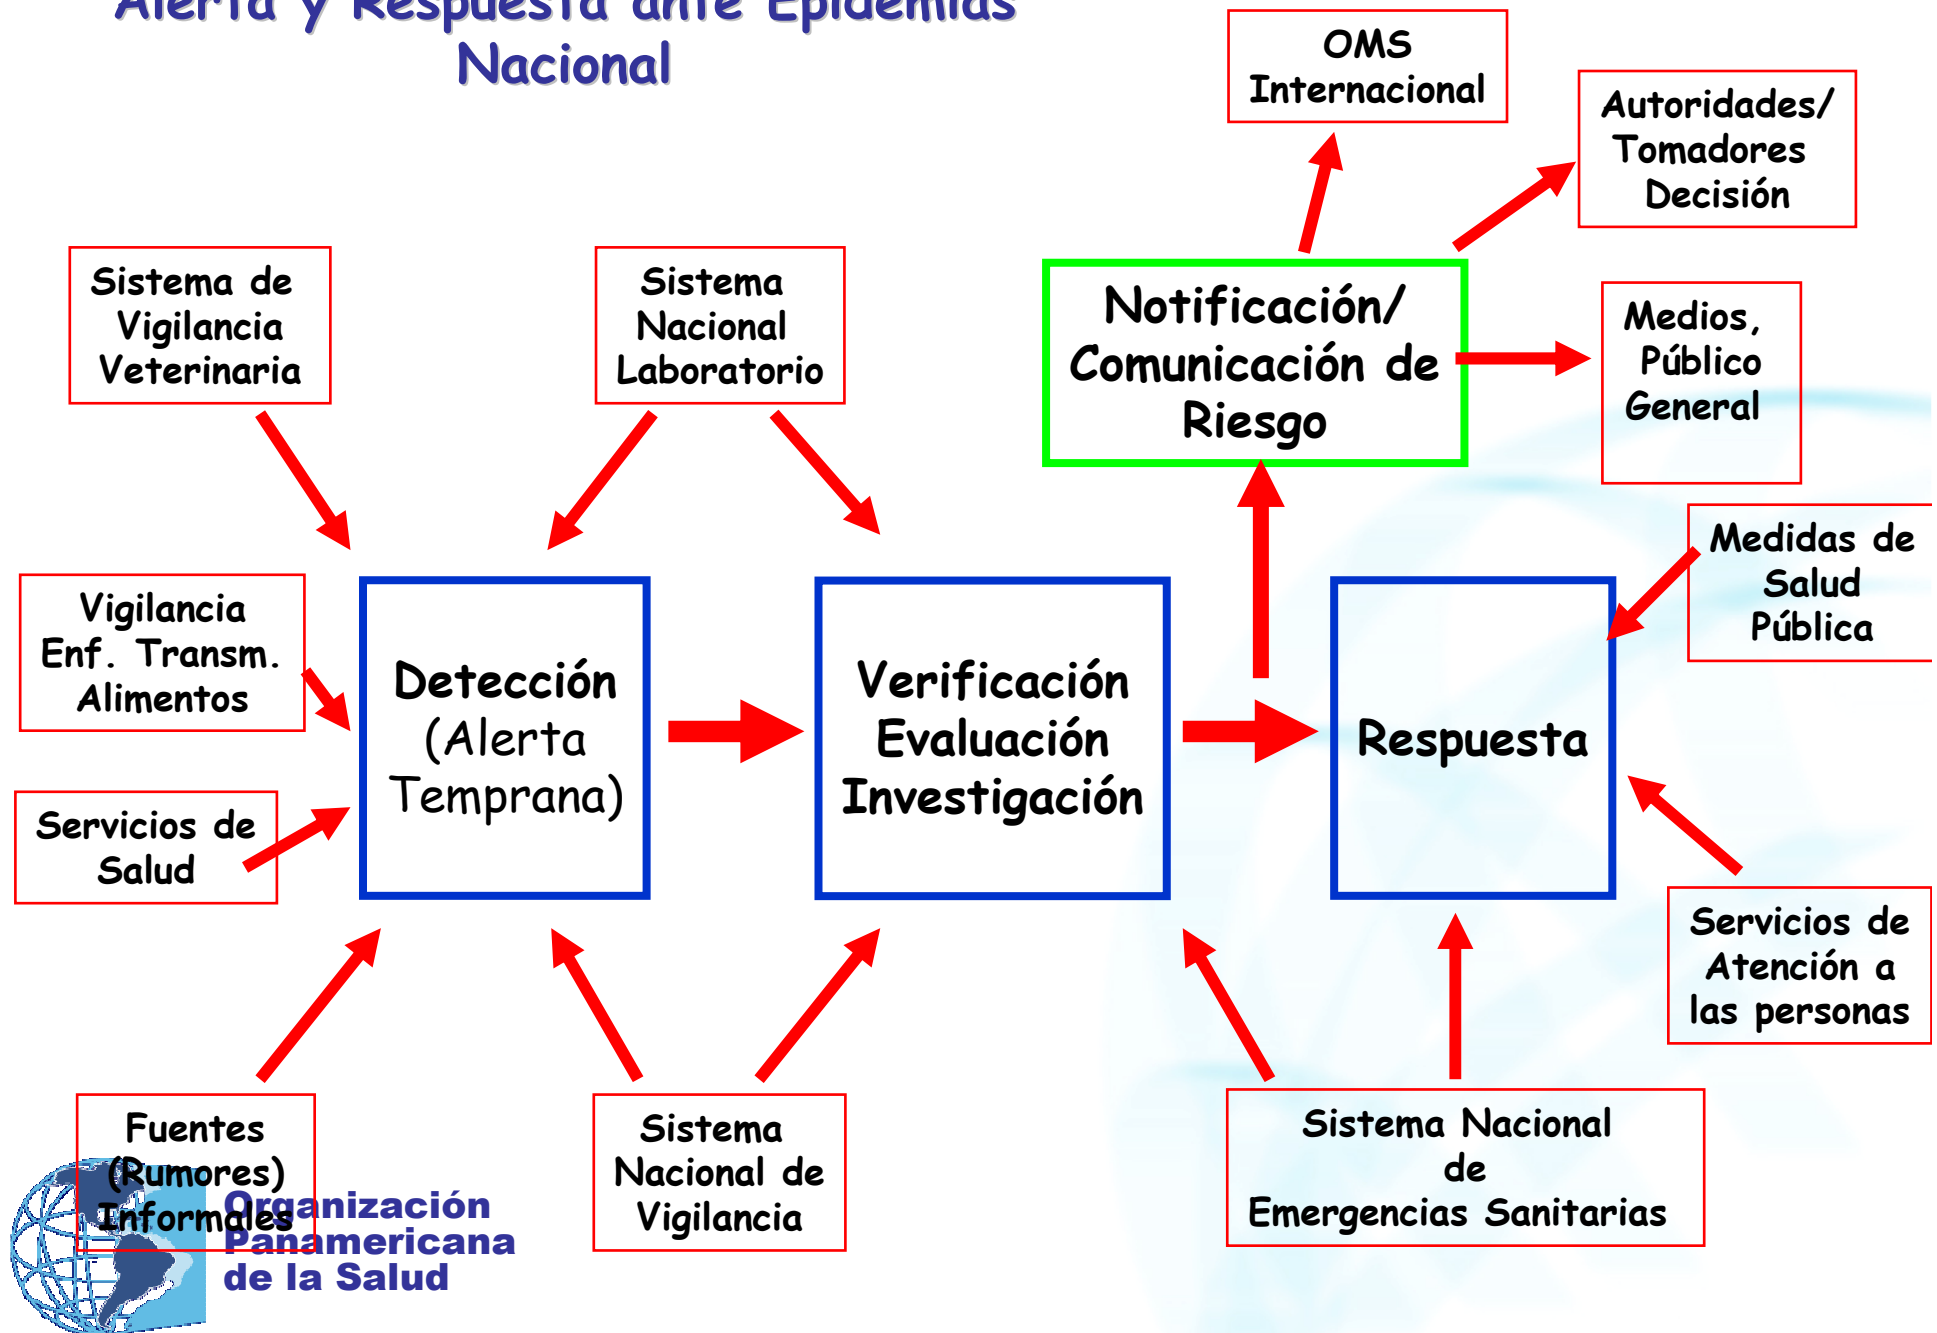 Alerta y Respuesta ante Epidemias
Nacional
OMS
Internacional
Autoridades/
Tomadores
Decisión
Sistema de
Vigilancia
Veterinaria
Sistema
Nacional
Laboratorio
Notificación/
Comunicación de
Riesgo
Medios,
Público
General
Medidas de
Salud
Pública
Vigilancia
Enf. Transm.
Alimentos
Detección
(Alerta
Temprana)
Verificación
Evaluación
Investigación
Respuesta
Servicios de
Salud
Servicios de
Atención a
las personas
Fuentes
(Rumores)
Informales
Sistema
Nacional de
Vigilancia
Sistema Nacional
de
Emergencias Sanitarias
Organización
Panamericana
de la Salud